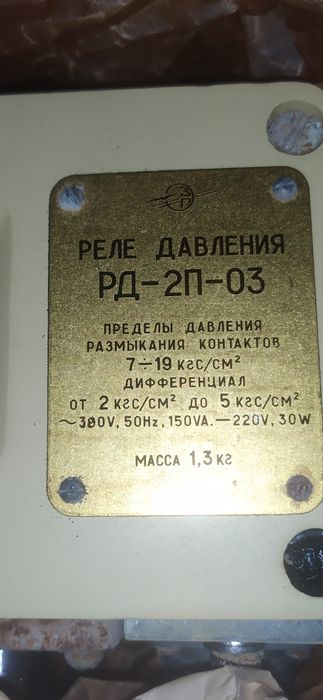 РЕЛЕ ДАВЛЕНИЯ
РД-2П-03
ПРЕДЕЛЫ ДАВЛЕНИЯ
РАЗМЫКАНИЯ КОНТАКТОВ
7÷19 кгс/см²
ДИФФЕРЕНЦИАЛ
ОТ 2 кгс/см² ДО 5 кгс/см²
~380V, 50Hz, 150VA. —220V, 30W
МАССА 1,3 кг